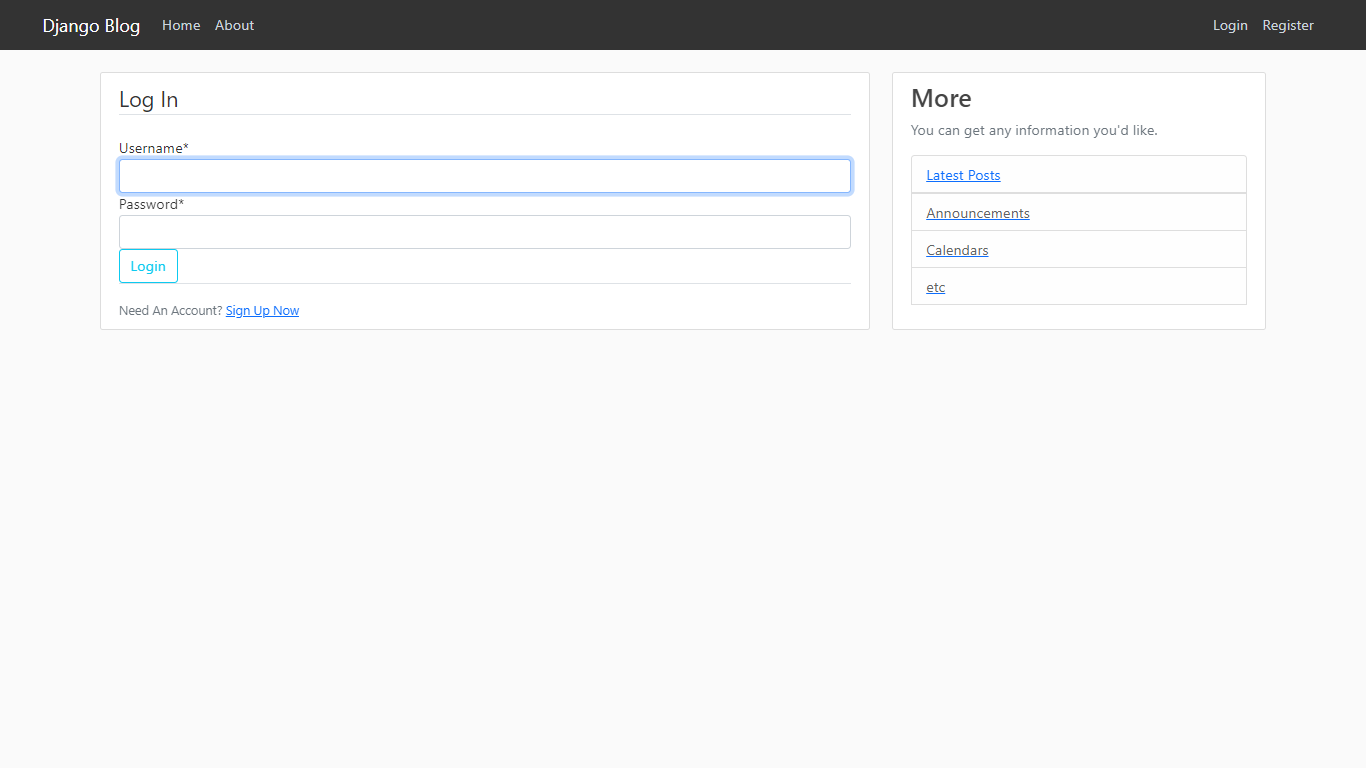 Django Blog Home About Login Register
Log In
Username*
Password*
Login
Need An Account? Sign Up Now
More
You can get any information you'd like.
Latest Posts
Announcements
Calendars
etc